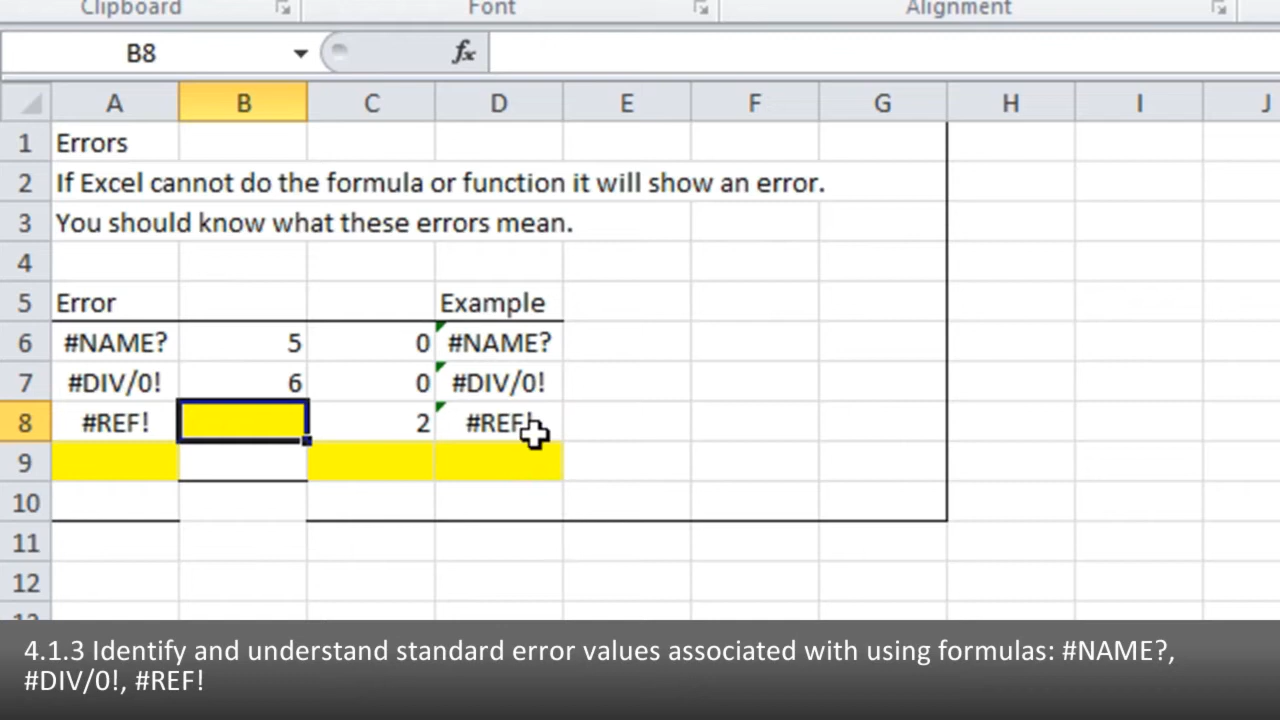 Clipboard Font Alignment
B8 fx
A B C D E F G H I J
1 Errors
2 If Excel cannot do the formula or function it will show an error.
3 You should know what these errors mean.
4
5 Error Example
6 #NAME? 5 0 #NAME?
7 #DIV/0! 6 0 #DIV/0!
8 #REF! 2 #REF!
9
10
11
12
13
4.1.3 Identify and understand standard error values associated with using formulas: #NAME?,
#DIV/0!, #REF!